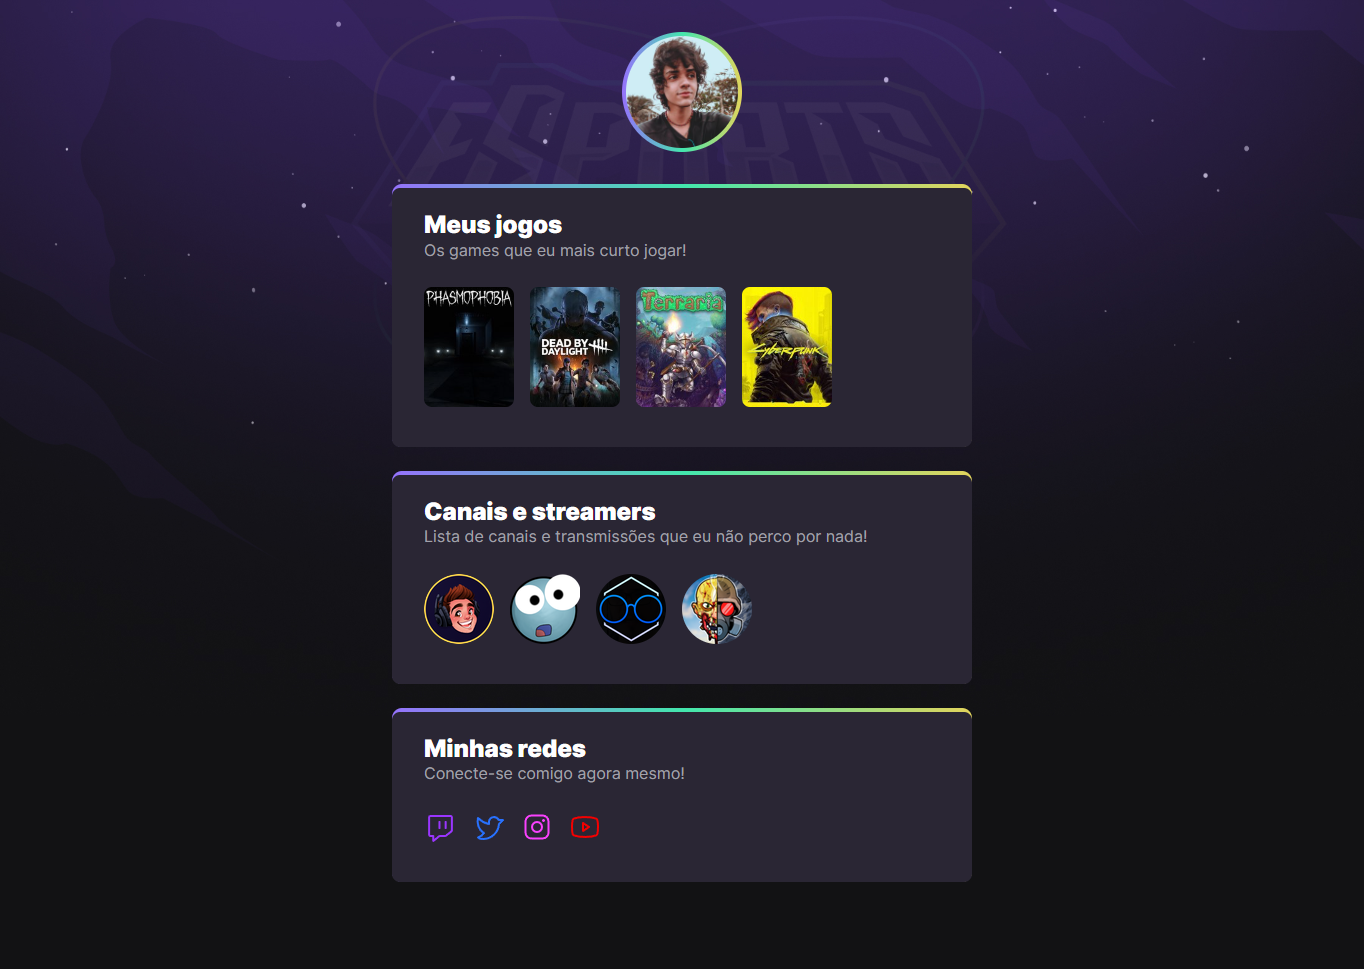 ESPORTS
Meus jogos
Os games que eu mais curto jogar!
PHASMOPHOBIA
DEAD BY
DAYLIGHT
Terraria
Cyberpunk
Canais e streamers
Lista de canais e transmissões que eu não perco por nada!
Minhas redes
Conecte-se comigo agora mesmo!